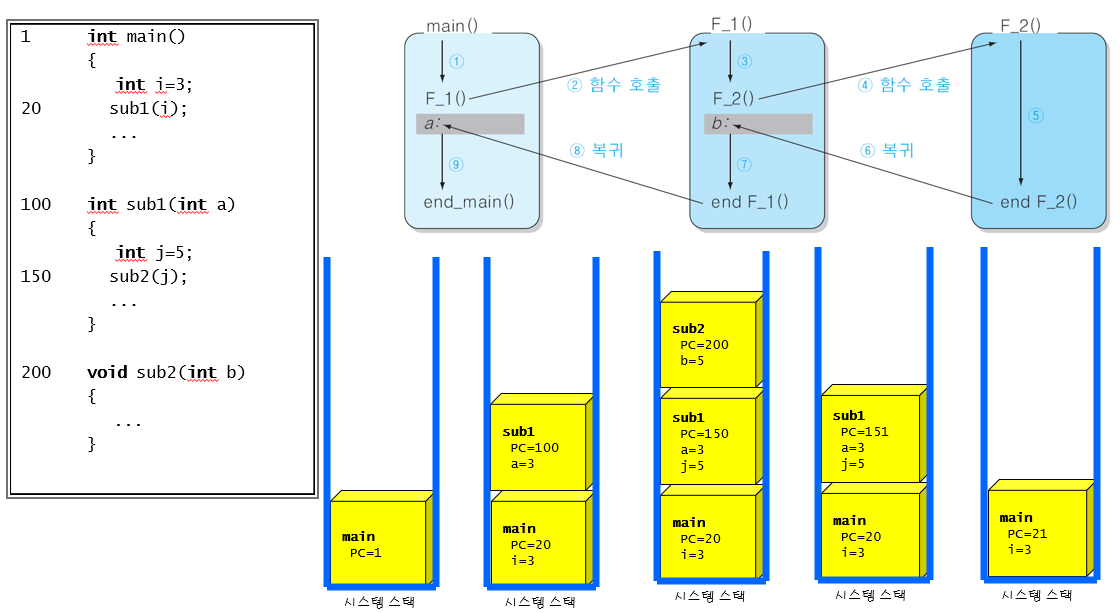 1 int main()
{
int i=3;
20 sub1(i);
...
}
100 int sub1(int a)
{
int j=5;
150 sub2(j);
...
}
200 void sub2(int b)
{
...
}
main()
①
F_1()
a:
⑨
end_main()
② 함수 호출
⑧ 복귀
F_1()
③
F_2()
b:
⑦
end F_1()
④ 함수 호출
⑥ 복귀
F_2()
⑤
end F_2()
main
PC=1
시스템 스택
sub1
PC=100
a=3
main
PC=20
i=3
시스템 스택
sub2
PC=200
b=5
sub1
PC=150
a=3
j=5
main
PC=20
i=3
시스템 스택
sub1
PC=151
a=3
j=5
main
PC=20
i=3
시스템 스택
main
PC=21
i=3
시스템 스택